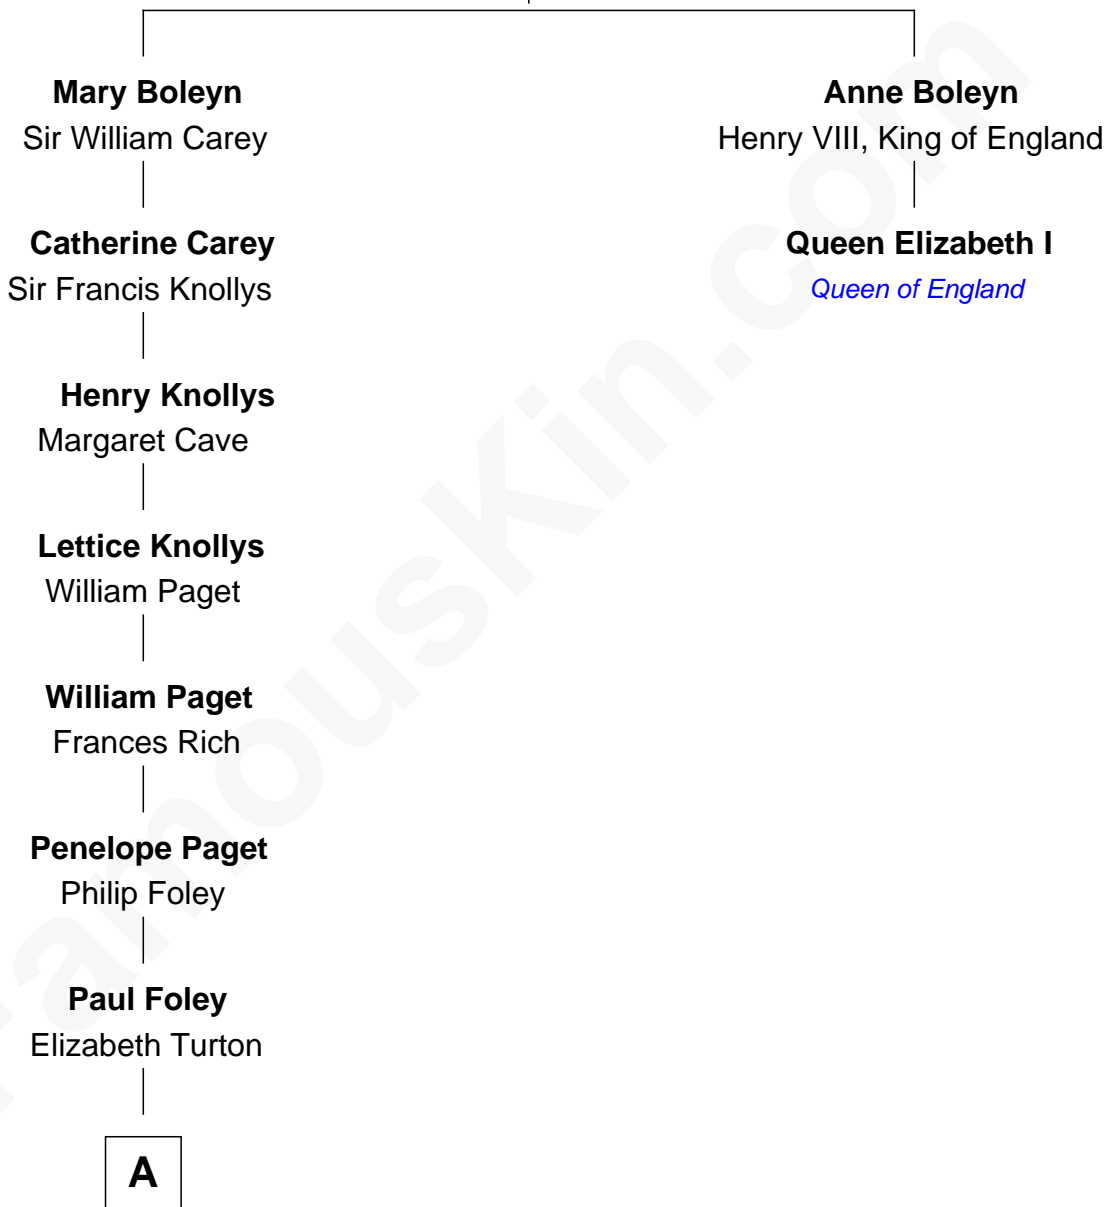 Mary Boleyn
Sir William Carey
Anne Boleyn
Henry VIII, King of England
Catherine Carey
Sir Francis Knollys
Queen Elizabeth I
Queen of England
Henry Knollys
Margaret Cave
Lettice Knollys
William Paget
William Paget
Frances Rich
Penelope Paget
Philip Foley
Paul Foley
Elizabeth Turton
A
FamousKin.com